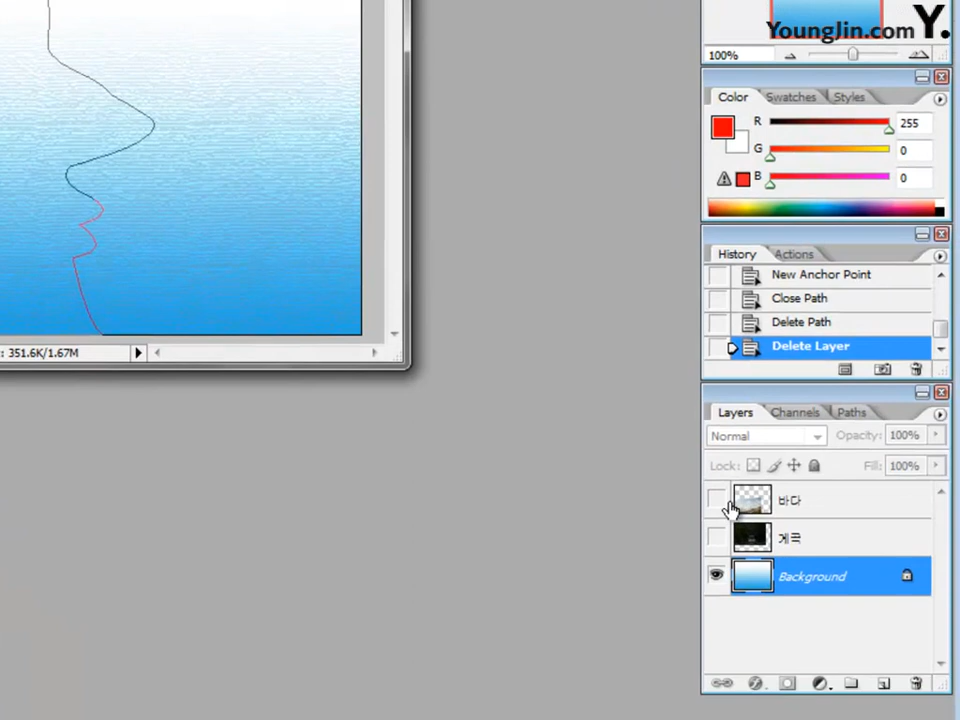 YoungJin.com Y.
100%
Color Swatches Styles
R 255
G 0
B 0
History Actions
New Anchor Point
Close Path
Delete Path
Delete Layer
: 351.6K/1.67M
Layers Channels Paths
Normal Opacity: 100%
Lock: Fill: 100%
바다
계곡
Background